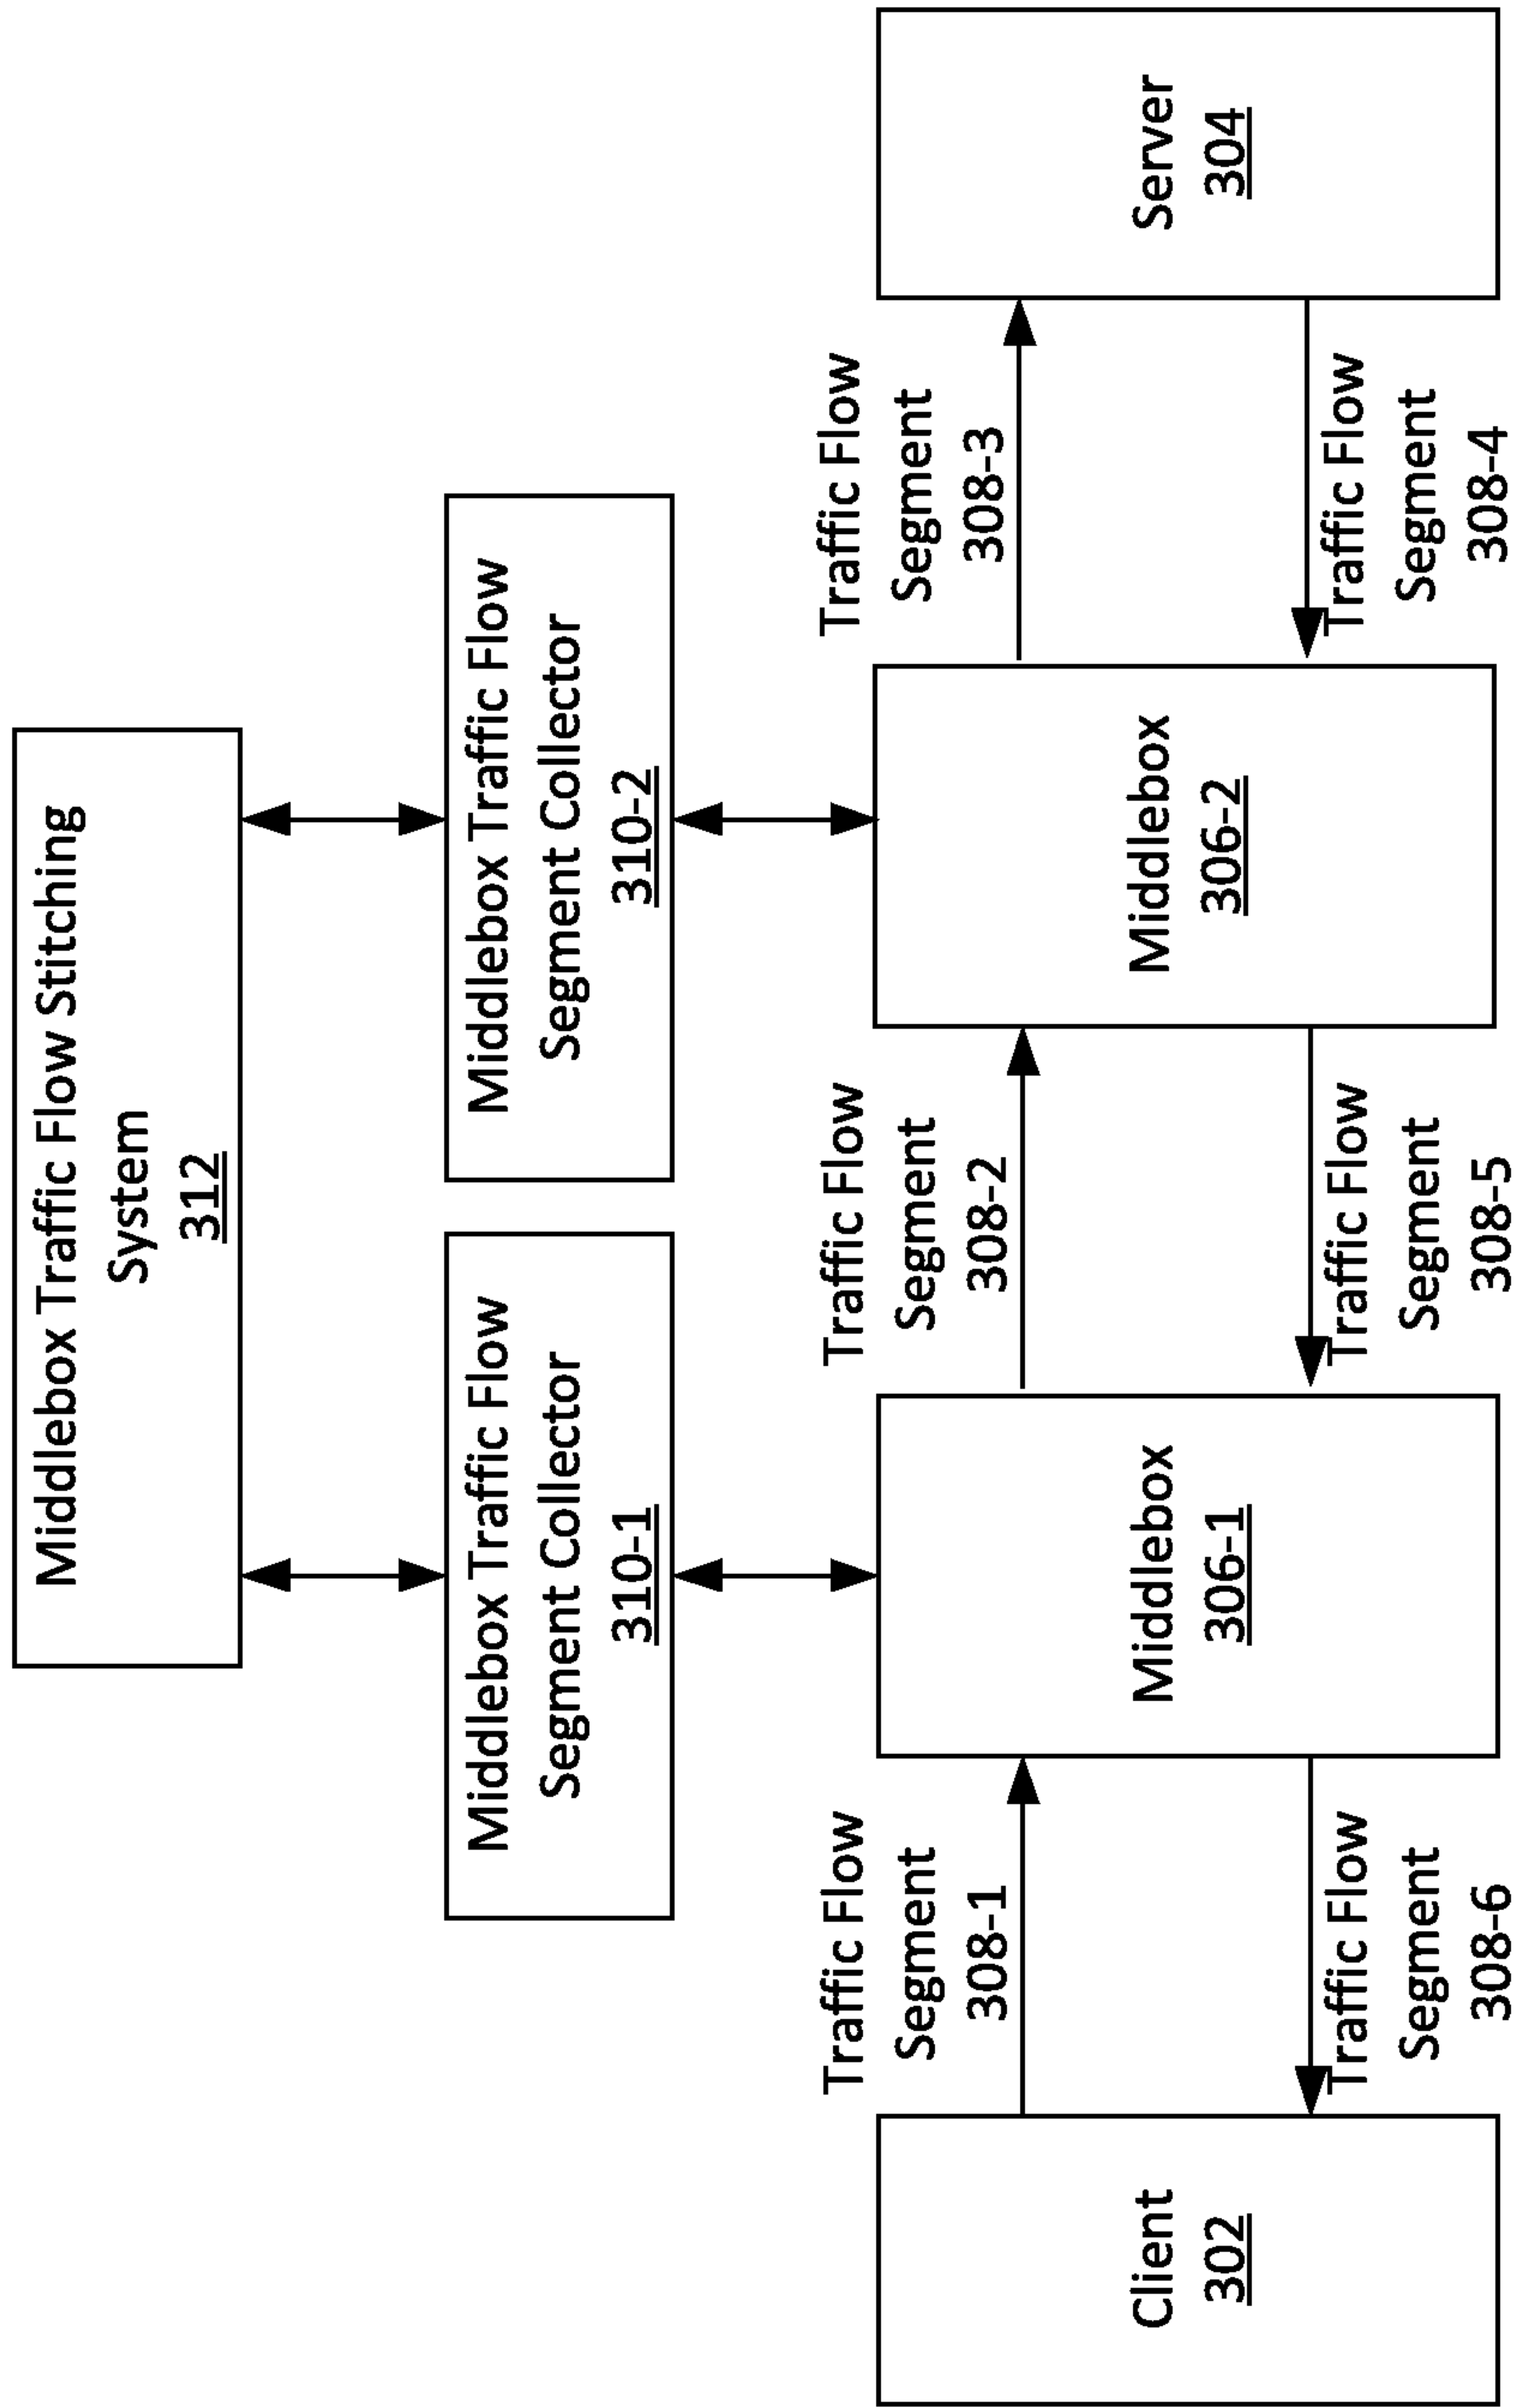 Middlebox Traffic Flow Stitching
System
312
Middlebox Traffic Flow
Segment Collector
310-1
Middlebox Traffic Flow
Segment Collector
310-2
Client
302
Traffic Flow
Segment
308-1
Traffic Flow
Segment
308-6
Middlebox
306-1
Traffic Flow
Segment
308-2
Traffic Flow
Segment
308-5
Middlebox
306-2
Traffic Flow
Segment
308-3
Traffic Flow
Segment
308-4
Server
304